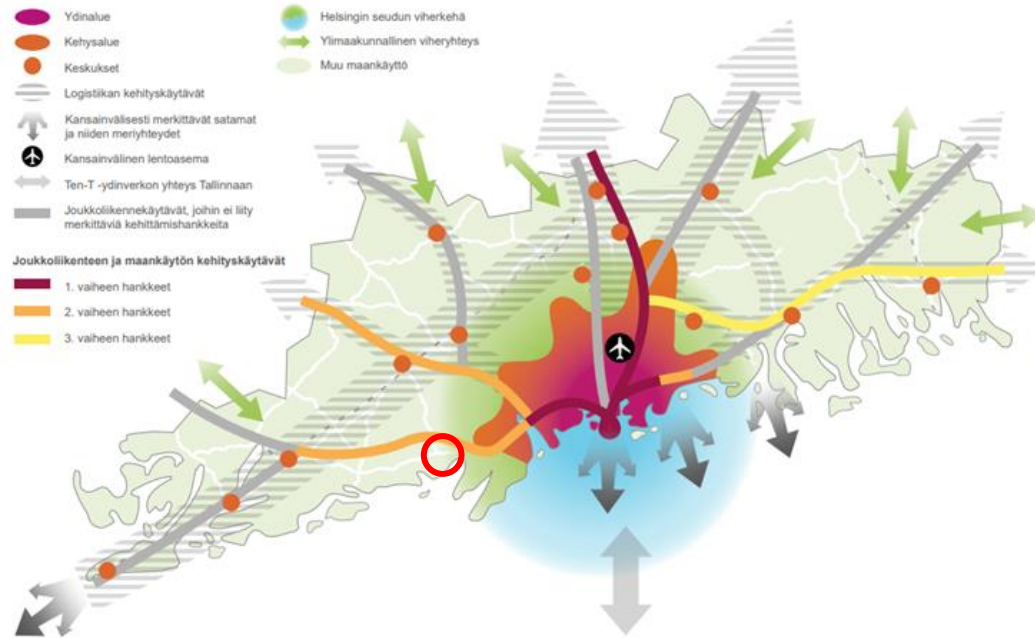 Ydinalue
Kehysalue
Keskukset
Logistiikan kehityskäytävät
Kansainvälisesti merkittävät satamat
ja niiden meriyhteydet
Kansainvälinen lentoasema
Ten-T -ydinverkon yhteys Tallinnaan
Joukkoliikennekäytävät, joihin ei liity
merkittäviä kehittämishankkeita
Joukkoliikenteen ja maankäytön kehityskäytävät
1. vaiheen hankkeet
2. vaiheen hankkeet
3. vaiheen hankkeet
Helsingin seudun viherkehä
Ylimaakunnallinen viheryhteys
Muu maankäyttö